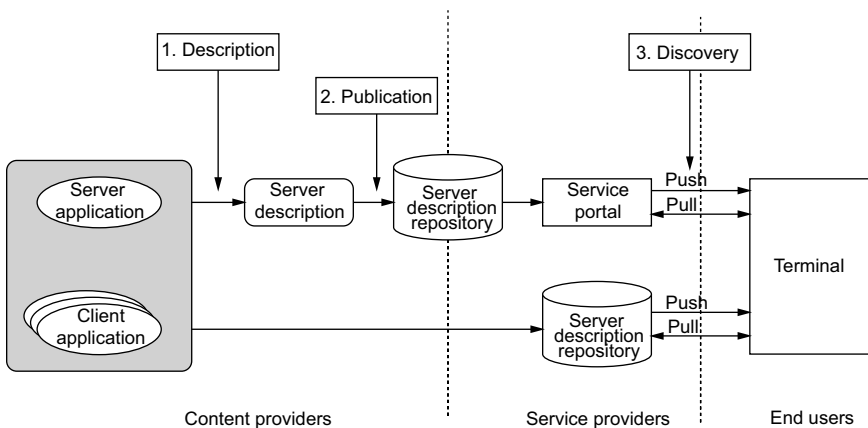 1. Description
3. Discovery
2. Publication
Server
application
Server
description
Server
description
repository
Service
portal
Push
Pull
Terminal
Client
application
Server
description
repository
Push
Pull
Content providers
Service providers
End users